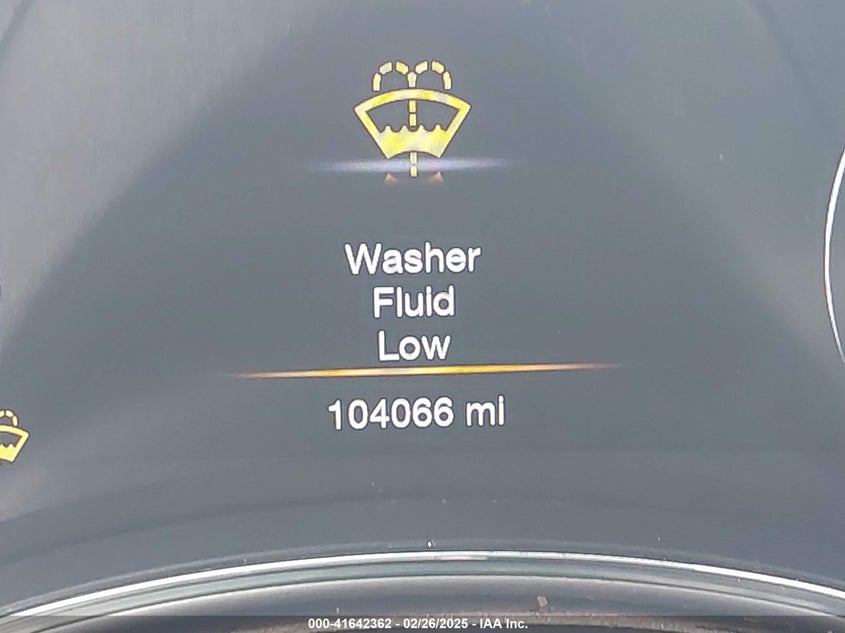 Washer
Fluid
Low
104066 mi
000-41642362 - 02/26/2025 - IAA Inc.